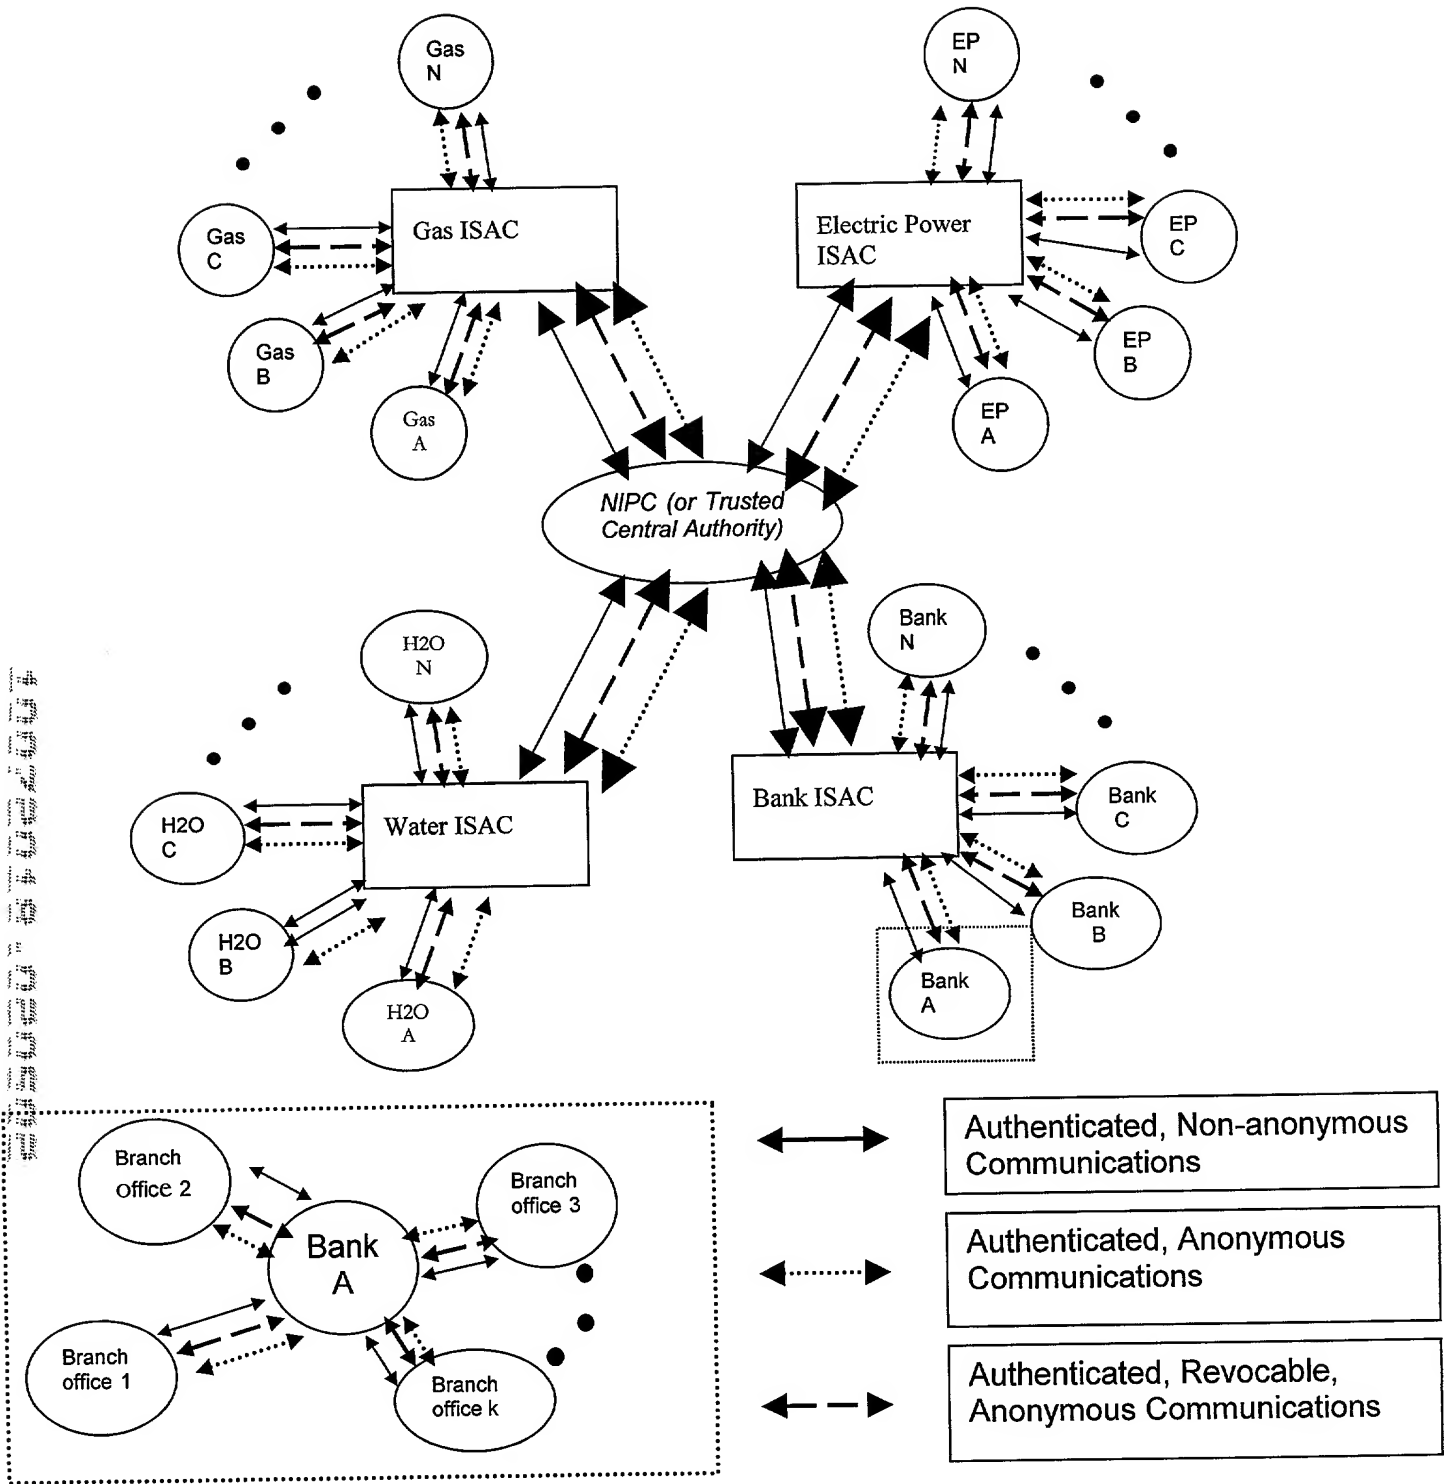 Gas
N
EP
N
Gas
C
Gas ISAC
Electric Power
ISAC
EP
C
Gas
B
EP
B
Gas
A
EP
A
NIPC (or Trusted
Central Authority)
H2O
N
Bank
N
H2O
C
Water ISAC
Bank ISAC
Bank
C
H2O
B
Bank
B
H2O
A
Bank
A
Branch
office 2
Branch
office 3
Bank
A
Branch
office 1
Branch
office k
Authenticated, Non-anonymous
Communications
Authenticated, Anonymous
Communications
Authenticated, Revocable,
Anonymous Communications